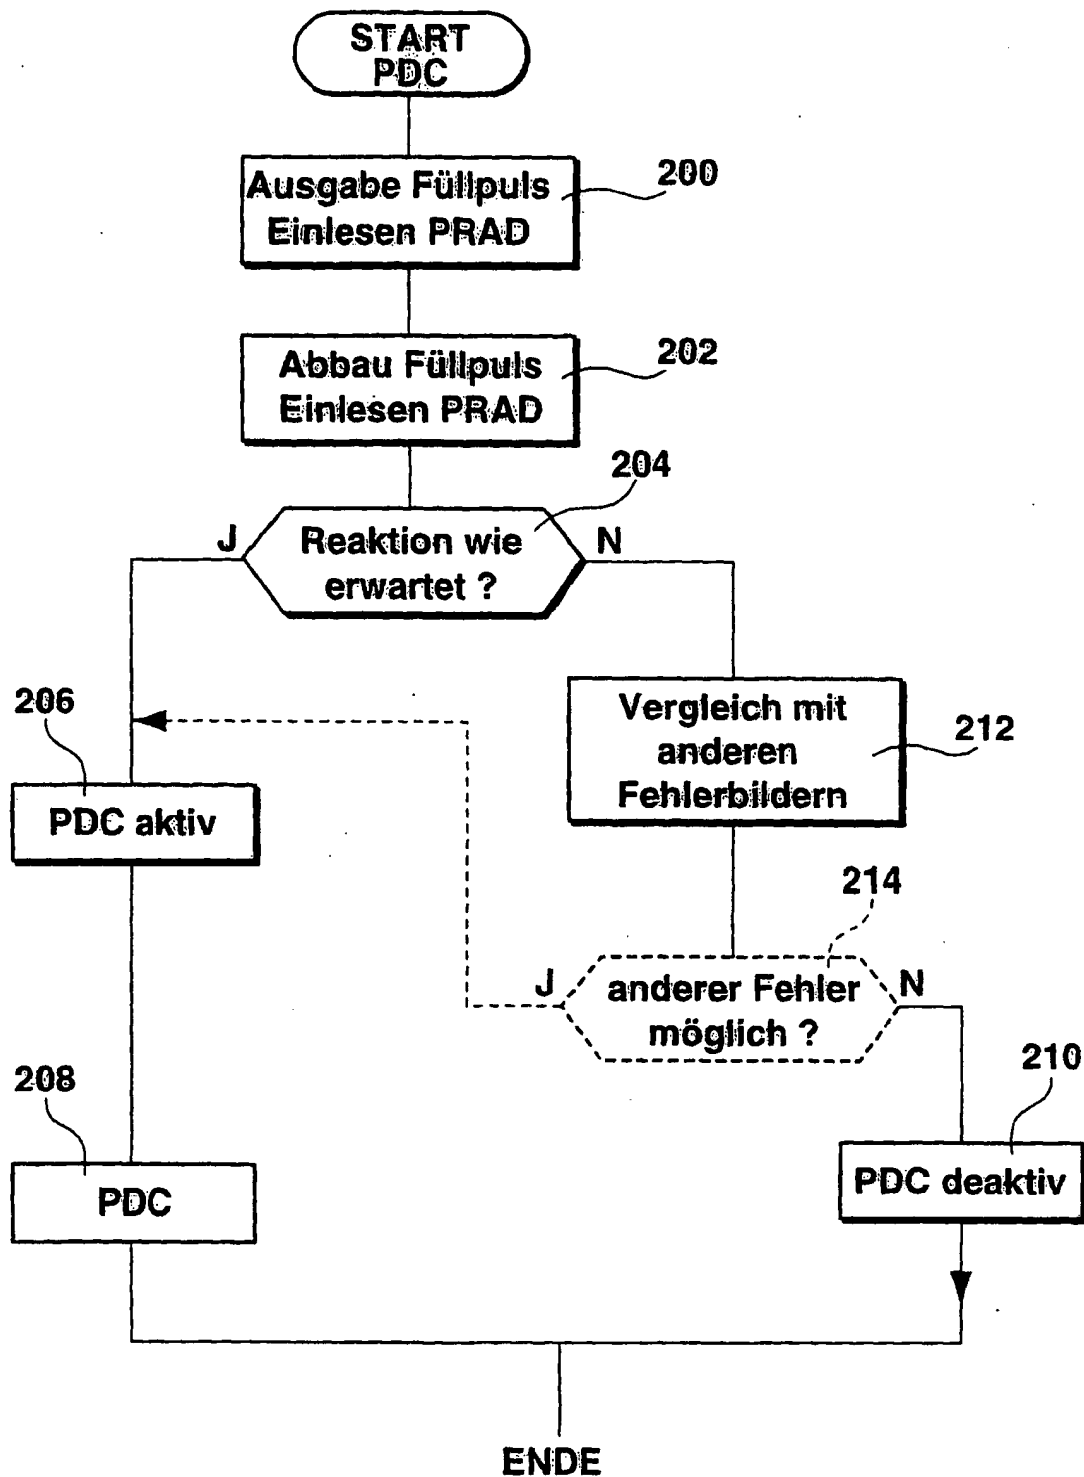 START
PDC
200
Ausgabe Füllpuls
Einlesen PRAD
202
Abbau Füllpuls
Einlesen PRAD
204
J
Reaktion wie
erwartet ?
N
206
PDC aktiv
Vergleich mit
anderen
Fehlerbildern
212
214
J
anderer Fehler
möglich ?
N
208
PDC
210
PDC deaktiv
ENDE